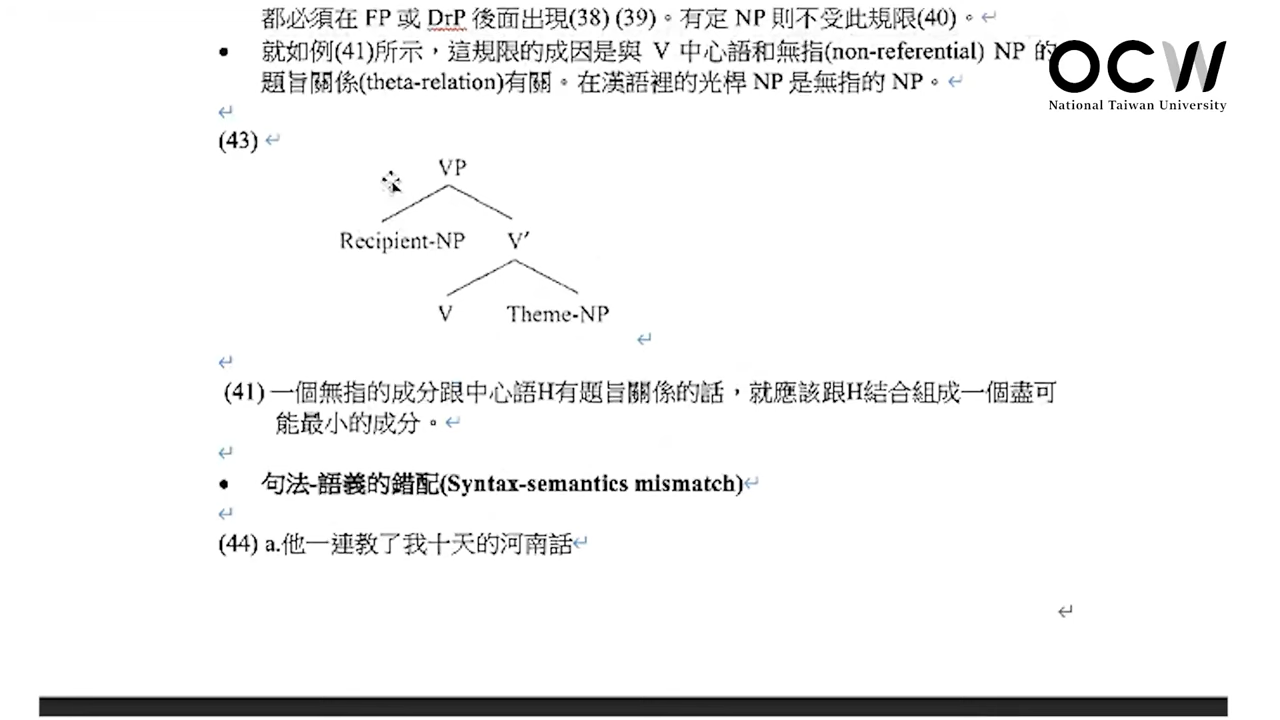 都必須在 FP 或 DrP 後面出現(38) (39)。有定 NP 則不受此規限(40)。
• 就如例(41)所示，這規限的成因是與 V 中心語和無指(non-referential) NP 的
題旨關係(theta-relation)有關。在漢語裡的光桿 NP 是無指的 NP。
OCW
National Taiwan University
(43)
VP
Recipient-NP V′
V Theme-NP
(41) 一個無指的成分跟中心語H有題旨關係的話，就應該跟H結合組成一個盡可
能最小的成分。
• 句法-語義的錯配(Syntax-semantics mismatch)
(44) a.他一連教了我十天的河南話